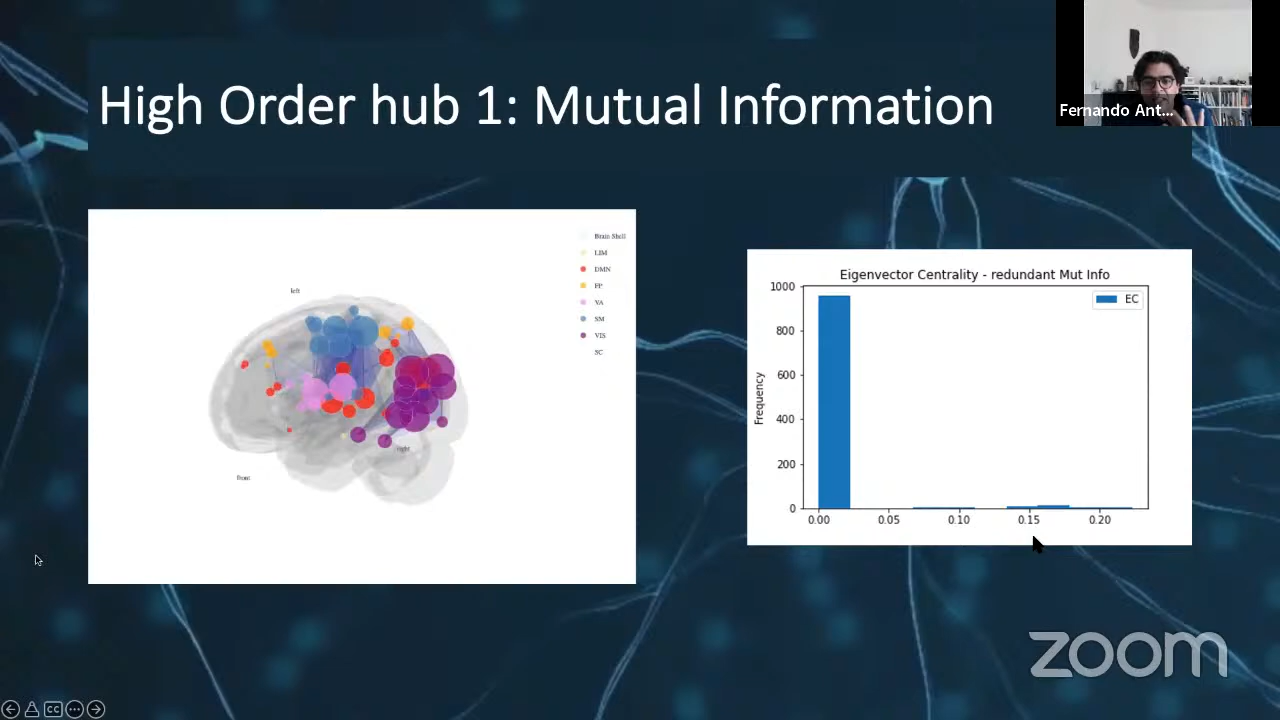 High Order hub 1: Mutual Information
Fernando Ant...
left
Brain Shell
LIM
DMN
FP
VA
SM
VIS
SC
right
front
Eigenvector Centrality - redundant Mut Info
EC
Frequency
1000
800
600
400
200
0
0.00 0.05 0.10 0.15 0.20
zoom
CC